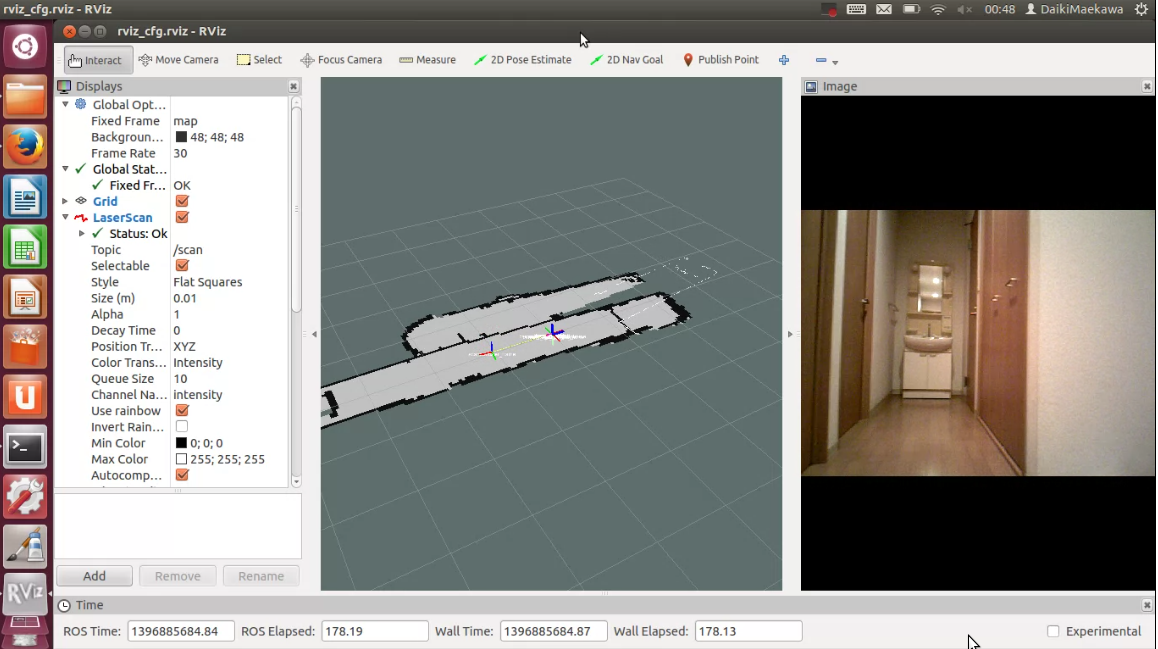 rviz_cfg.rviz - RViz
00:48 DaikiMaekawa
rviz_cfg.rviz - RViz
Interact Move Camera Select Focus Camera Measure 2D Pose Estimate 2D Nav Goal Publish Point
Displays
Global Opt...
Fixed Frame map
Backgroun... 48; 48; 48
Frame Rate 30
Global Stat...
Fixed Fr... OK
Grid
LaserScan
Status: Ok
Topic /scan
Selectable
Style Flat Squares
Size (m) 0.01
Alpha 1
Decay Time 0
Position Tr... XYZ
Color Trans... Intensity
Queue Size 10
Channel Na... intensity
Use rainbow
Invert Rain...
Min Color 0; 0; 0
Max Color 255; 255; 255
Autocomp...
Add Remove Rename
Image
RViz
Time
ROS Time: 1396885684.84 ROS Elapsed: 178.19 Wall Time: 1396885684.87 Wall Elapsed: 178.13 Experimental